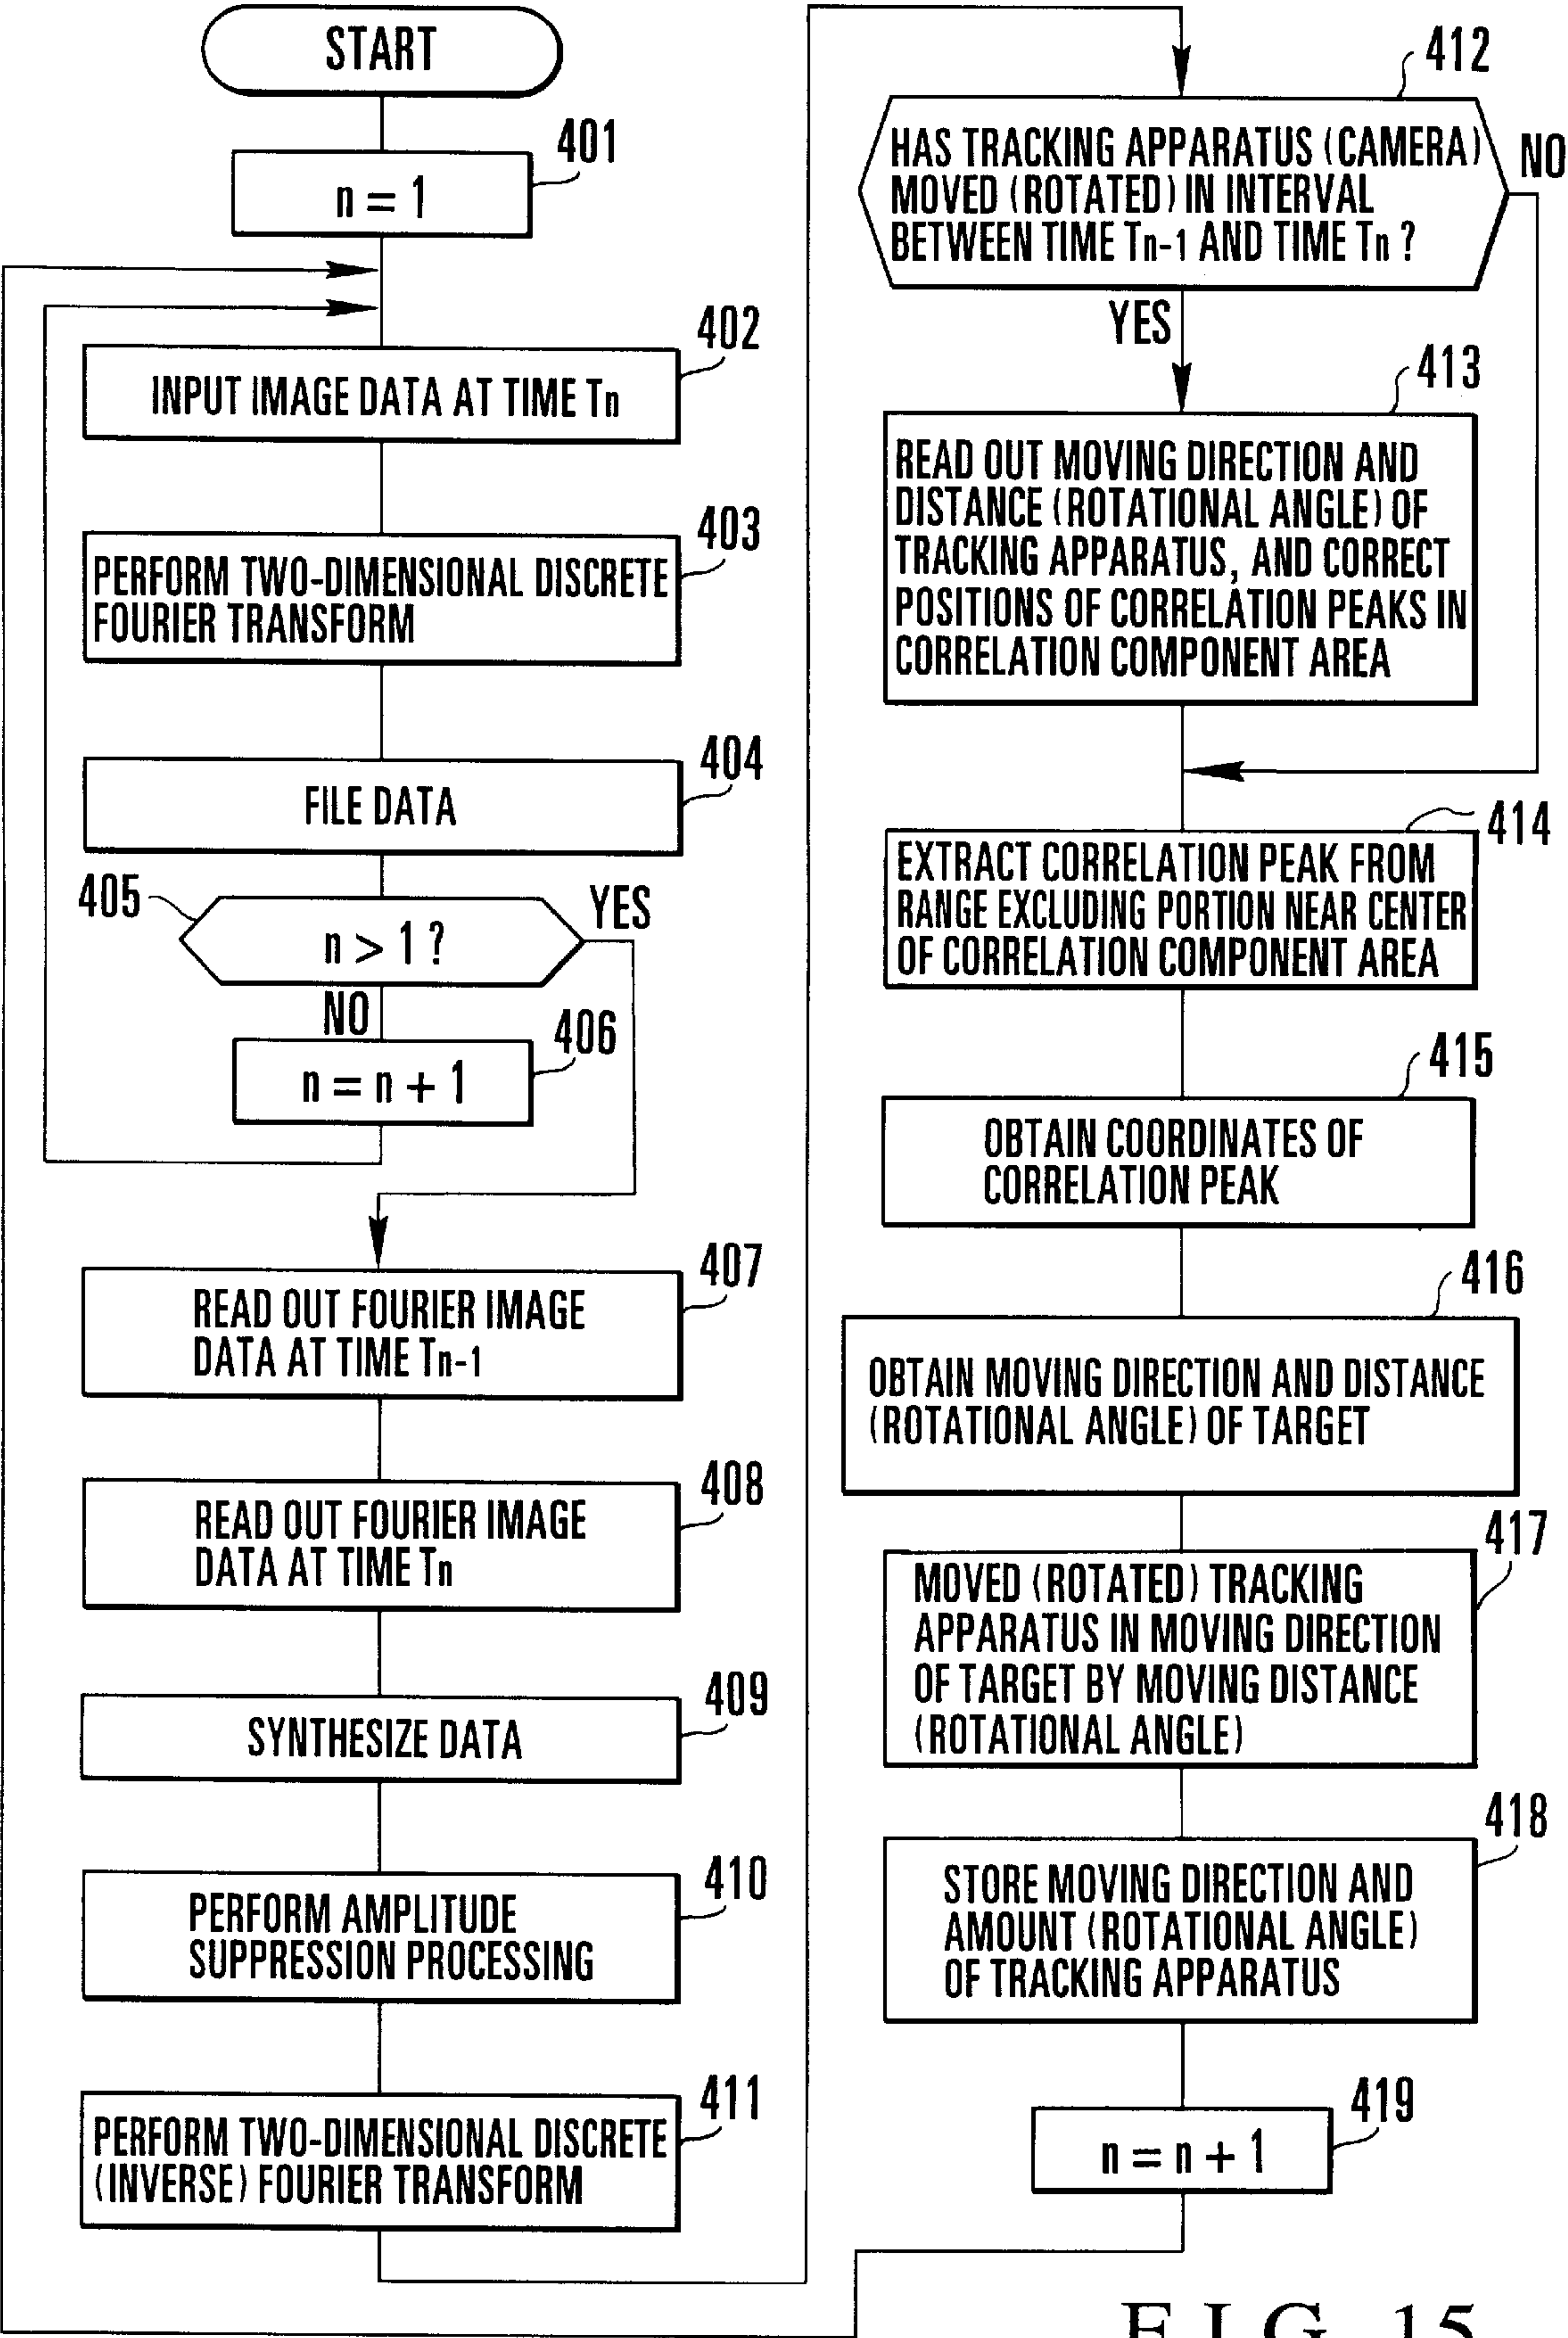 START
401
n = 1
402
INPUT IMAGE DATA AT TIME Tn
403
PERFORM TWO-DIMENSIONAL DISCRETE
FOURIER TRANSFORM
404
FILE DATA
405
n > 1 ?
YES
NO
406
n = n + 1
407
READ OUT FOURIER IMAGE
DATA AT TIME Tn-1
408
READ OUT FOURIER IMAGE
DATA AT TIME Tn
409
SYNTHESIZE DATA
410
PERFORM AMPLITUDE
SUPPRESSION PROCESSING
411
PERFORM TWO-DIMENSIONAL DISCRETE
(INVERSE) FOURIER TRANSFORM
412
HAS TRACKING APPARATUS (CAMERA)
MOVED (ROTATED) IN INTERVAL
BETWEEN TIME Tn-1 AND TIME Tn ?
NO
YES
413
READ OUT MOVING DIRECTION AND
DISTANCE (ROTATIONAL ANGLE) OF
TRACKING APPARATUS, AND CORRECT
POSITIONS OF CORRELATION PEAKS IN
CORRELATION COMPONENT AREA
414
EXTRACT CORRELATION PEAK FROM
RANGE EXCLUDING PORTION NEAR CENTER
OF CORRELATION COMPONENT AREA
415
OBTAIN COORDINATES OF
CORRELATION PEAK
416
OBTAIN MOVING DIRECTION AND DISTANCE
(ROTATIONAL ANGLE) OF TARGET
417
MOVED (ROTATED) TRACKING
APPARATUS IN MOVING DIRECTION
OF TARGET BY MOVING DISTANCE
(ROTATIONAL ANGLE)
418
STORE MOVING DIRECTION AND
AMOUNT (ROTATIONAL ANGLE)
OF TRACKING APPARATUS
419
n = n + 1
FIG. 15